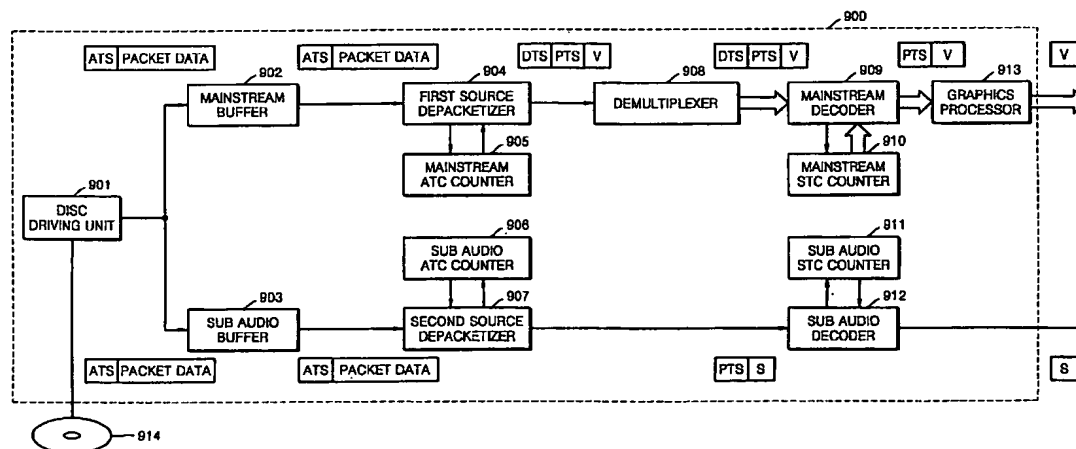 900
ATS PACKET DATA
ATS PACKET DATA
DTS PTS V
DTS PTS V
PTS V
V
902
MAINSTREAM
BUFFER
904
FIRST SOURCE
DEPACKETIZER
908
DEMULTIPLEXER
909
MAINSTREAM
DECODER
913
GRAPHICS
PROCESSOR
905
MAINSTREAM
ATC COUNTER
910
MAINSTREAM
STC COUNTER
901
DISC
DRIVING UNIT
906
SUB AUDIO
ATC COUNTER
911
SUB AUDIO
STC COUNTER
903
SUB AUDIO
BUFFER
907
SECOND SOURCE
DEPACKETIZER
912
SUB AUDIO
DECODER
ATS PACKET DATA
ATS PACKET DATA
PTS S
S
914